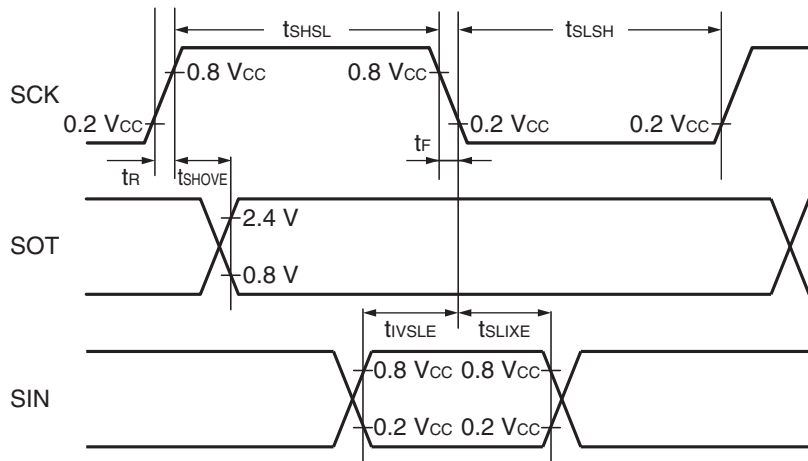 tSHSL tSLSH
SCK
0.8 VCC 0.8 VCC
0.2 VCC 0.2 VCC 0.2 VCC
tF
tR tSHOVE
SOT
2.4 V
0.8 V
tIVSLE tSLIXE
SIN
0.8 VCC 0.8 VCC
0.2 VCC 0.2 VCC